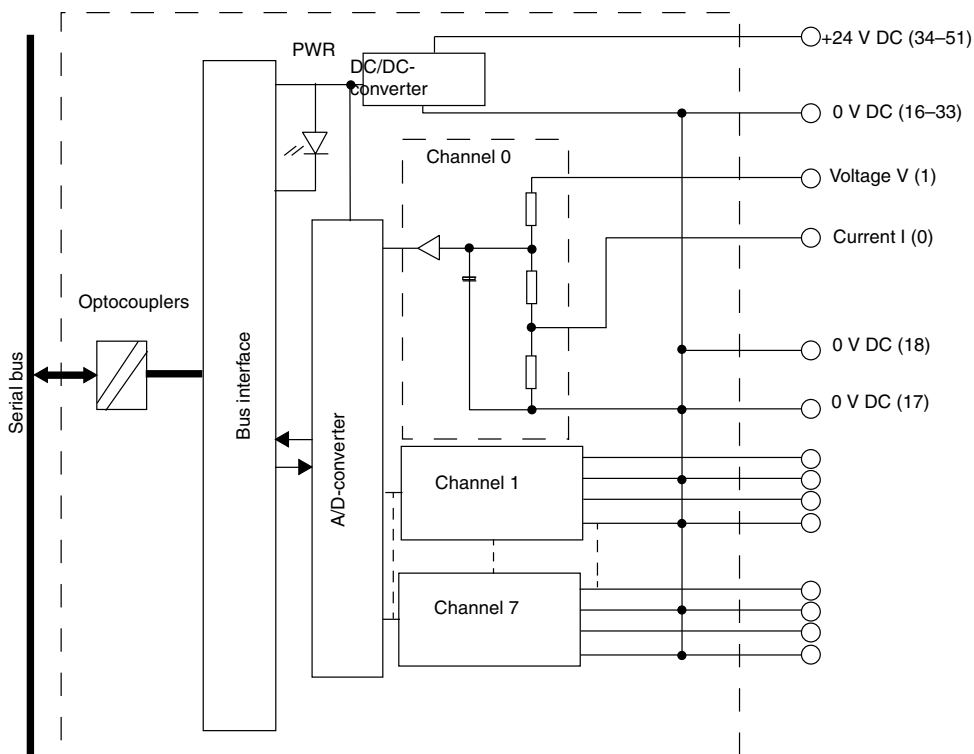 +24 V DC (34–51)
PWR
DC/DC-
converter
0 V DC (16–33)
Channel 0
Voltage V (1)
Current I (0)
Optocouplers
0 V DC (18)
Serial bus
Bus interface
0 V DC (17)
A/D-converter
Channel 1
Channel 7